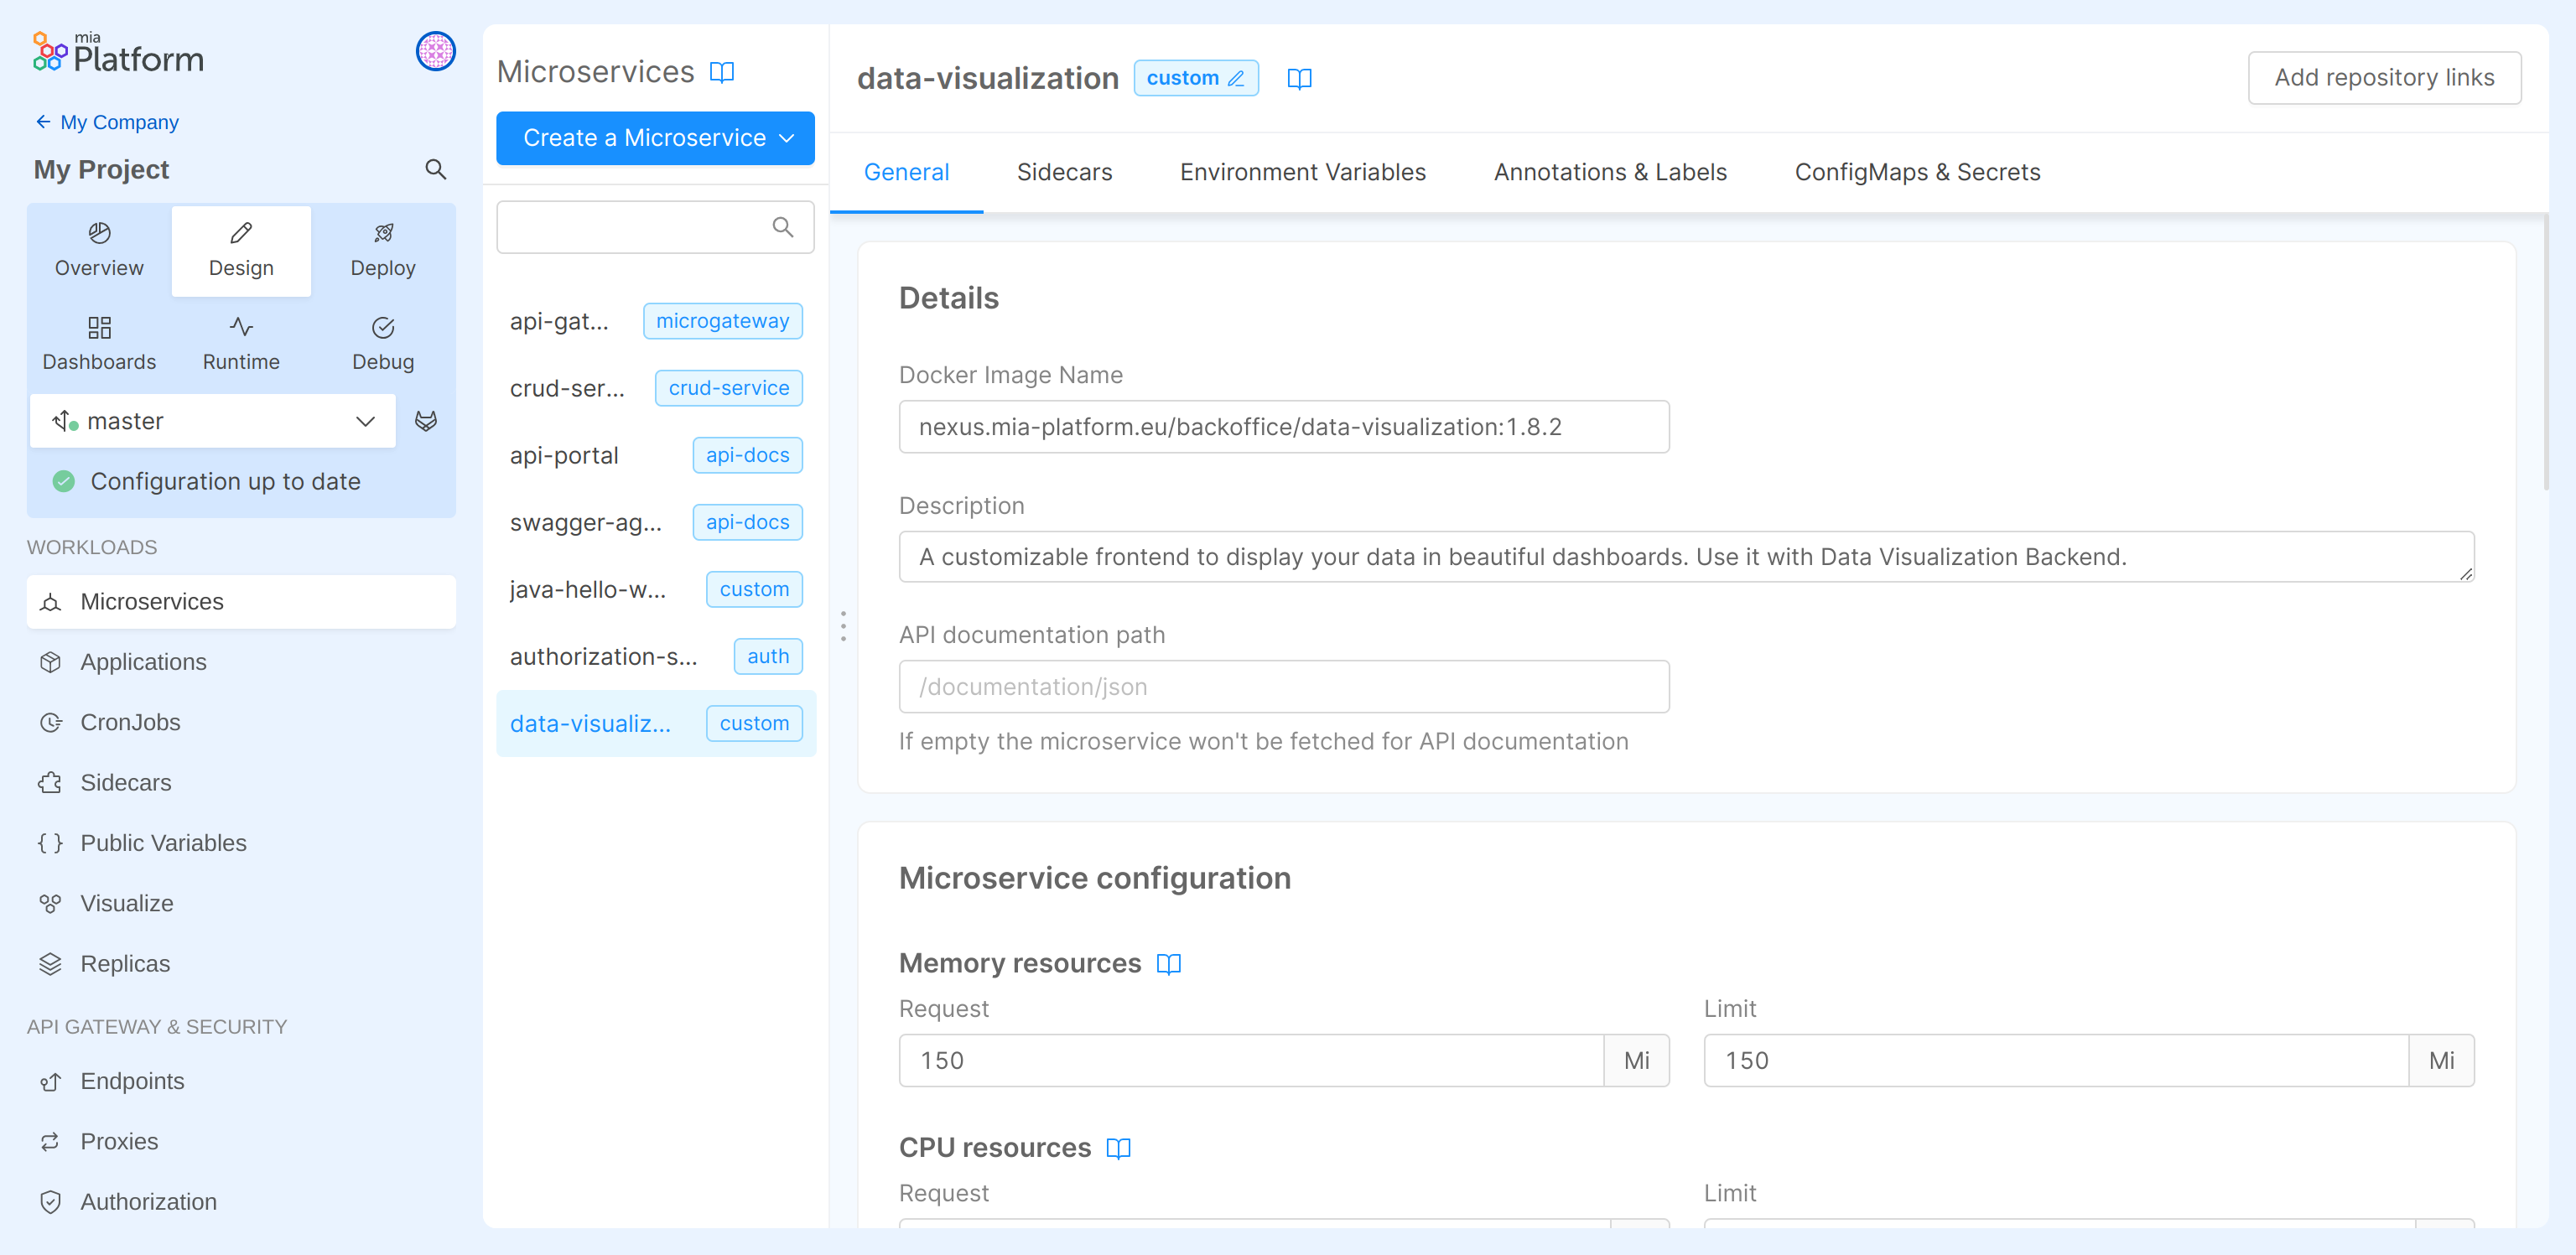 mia
Platform
My Company
My Project
Overview
Design
Deploy
Dashboards
Runtime
Debug
master
Configuration up to date
WORKLOADS
Microservices
Applications
CronJobs
Sidecars
Public Variables
Visualize
Replicas
API GATEWAY & SECURITY
Endpoints
Proxies
Authorization
Microservices
Create a Microservice
api-gat... microgateway
crud-ser... crud-service
api-portal api-docs
swagger-ag... api-docs
java-hello-w... custom
authorization-s... auth
data-visualiz... custom
data-visualization custom
Add repository links
General Sidecars Environment Variables Annotations & Labels ConfigMaps & Secrets
Details
Docker Image Name
nexus.mia-platform.eu/backoffice/data-visualization:1.8.2
Description
A customizable frontend to display your data in beautiful dashboards. Use it with Data Visualization Backend.
API documentation path
/documentation/json
If empty the microservice won't be fetched for API documentation
Microservice configuration
Memory resources
Request Limit
150 Mi 150 Mi
CPU resources
Request Limit